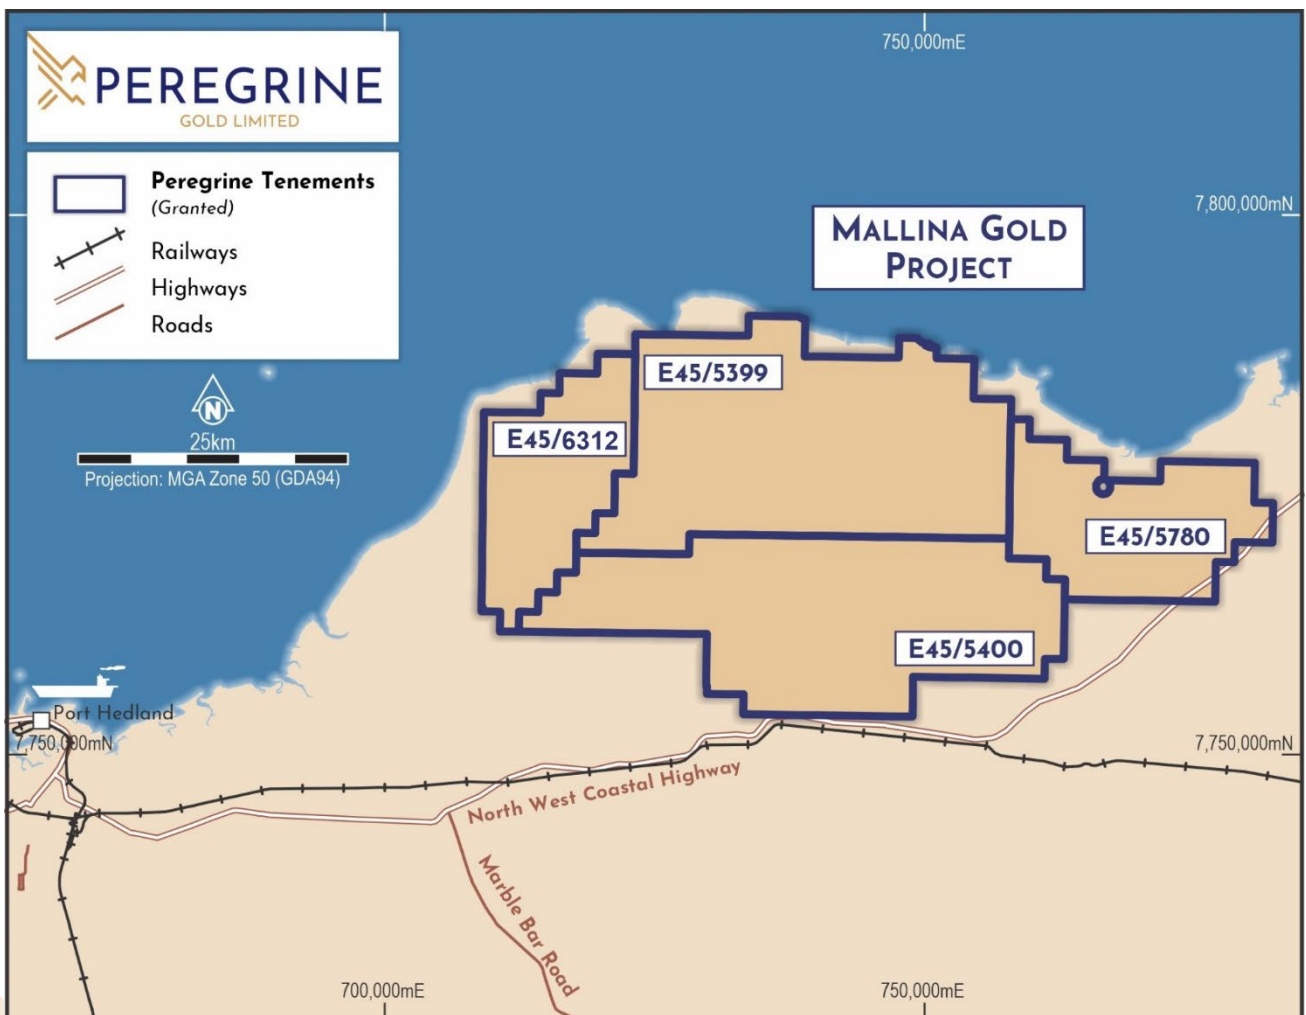 750,000mE
PEREGRINE
GOLD LIMITED
Peregrine Tenements
(Granted)
Railways
Highways
Roads
7,800,000mN
MALLINA GOLD
PROJECT
N
25km
Projection: MGA Zone 50 (GDA94)
E45/5399
E45/6312
E45/5780
E45/5400
Port Hedland
7,750,000mN
7,750,000mN
North West Coastal Highway
Marble Bar Road
700,000mE
750,000mE